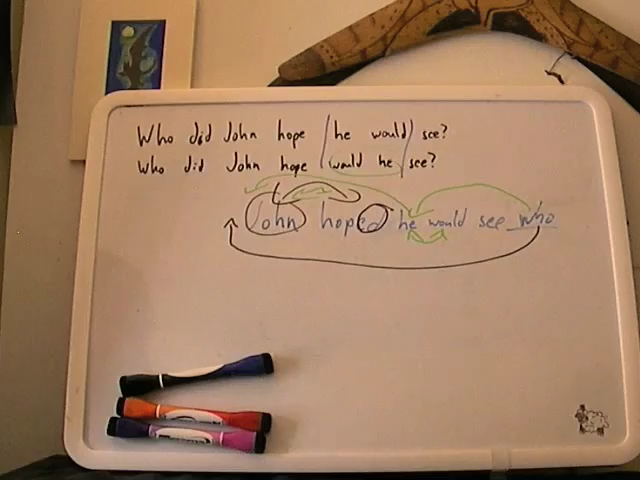 Who did John hope he would see?
Who did John hope would he see?
John hoped he would see who